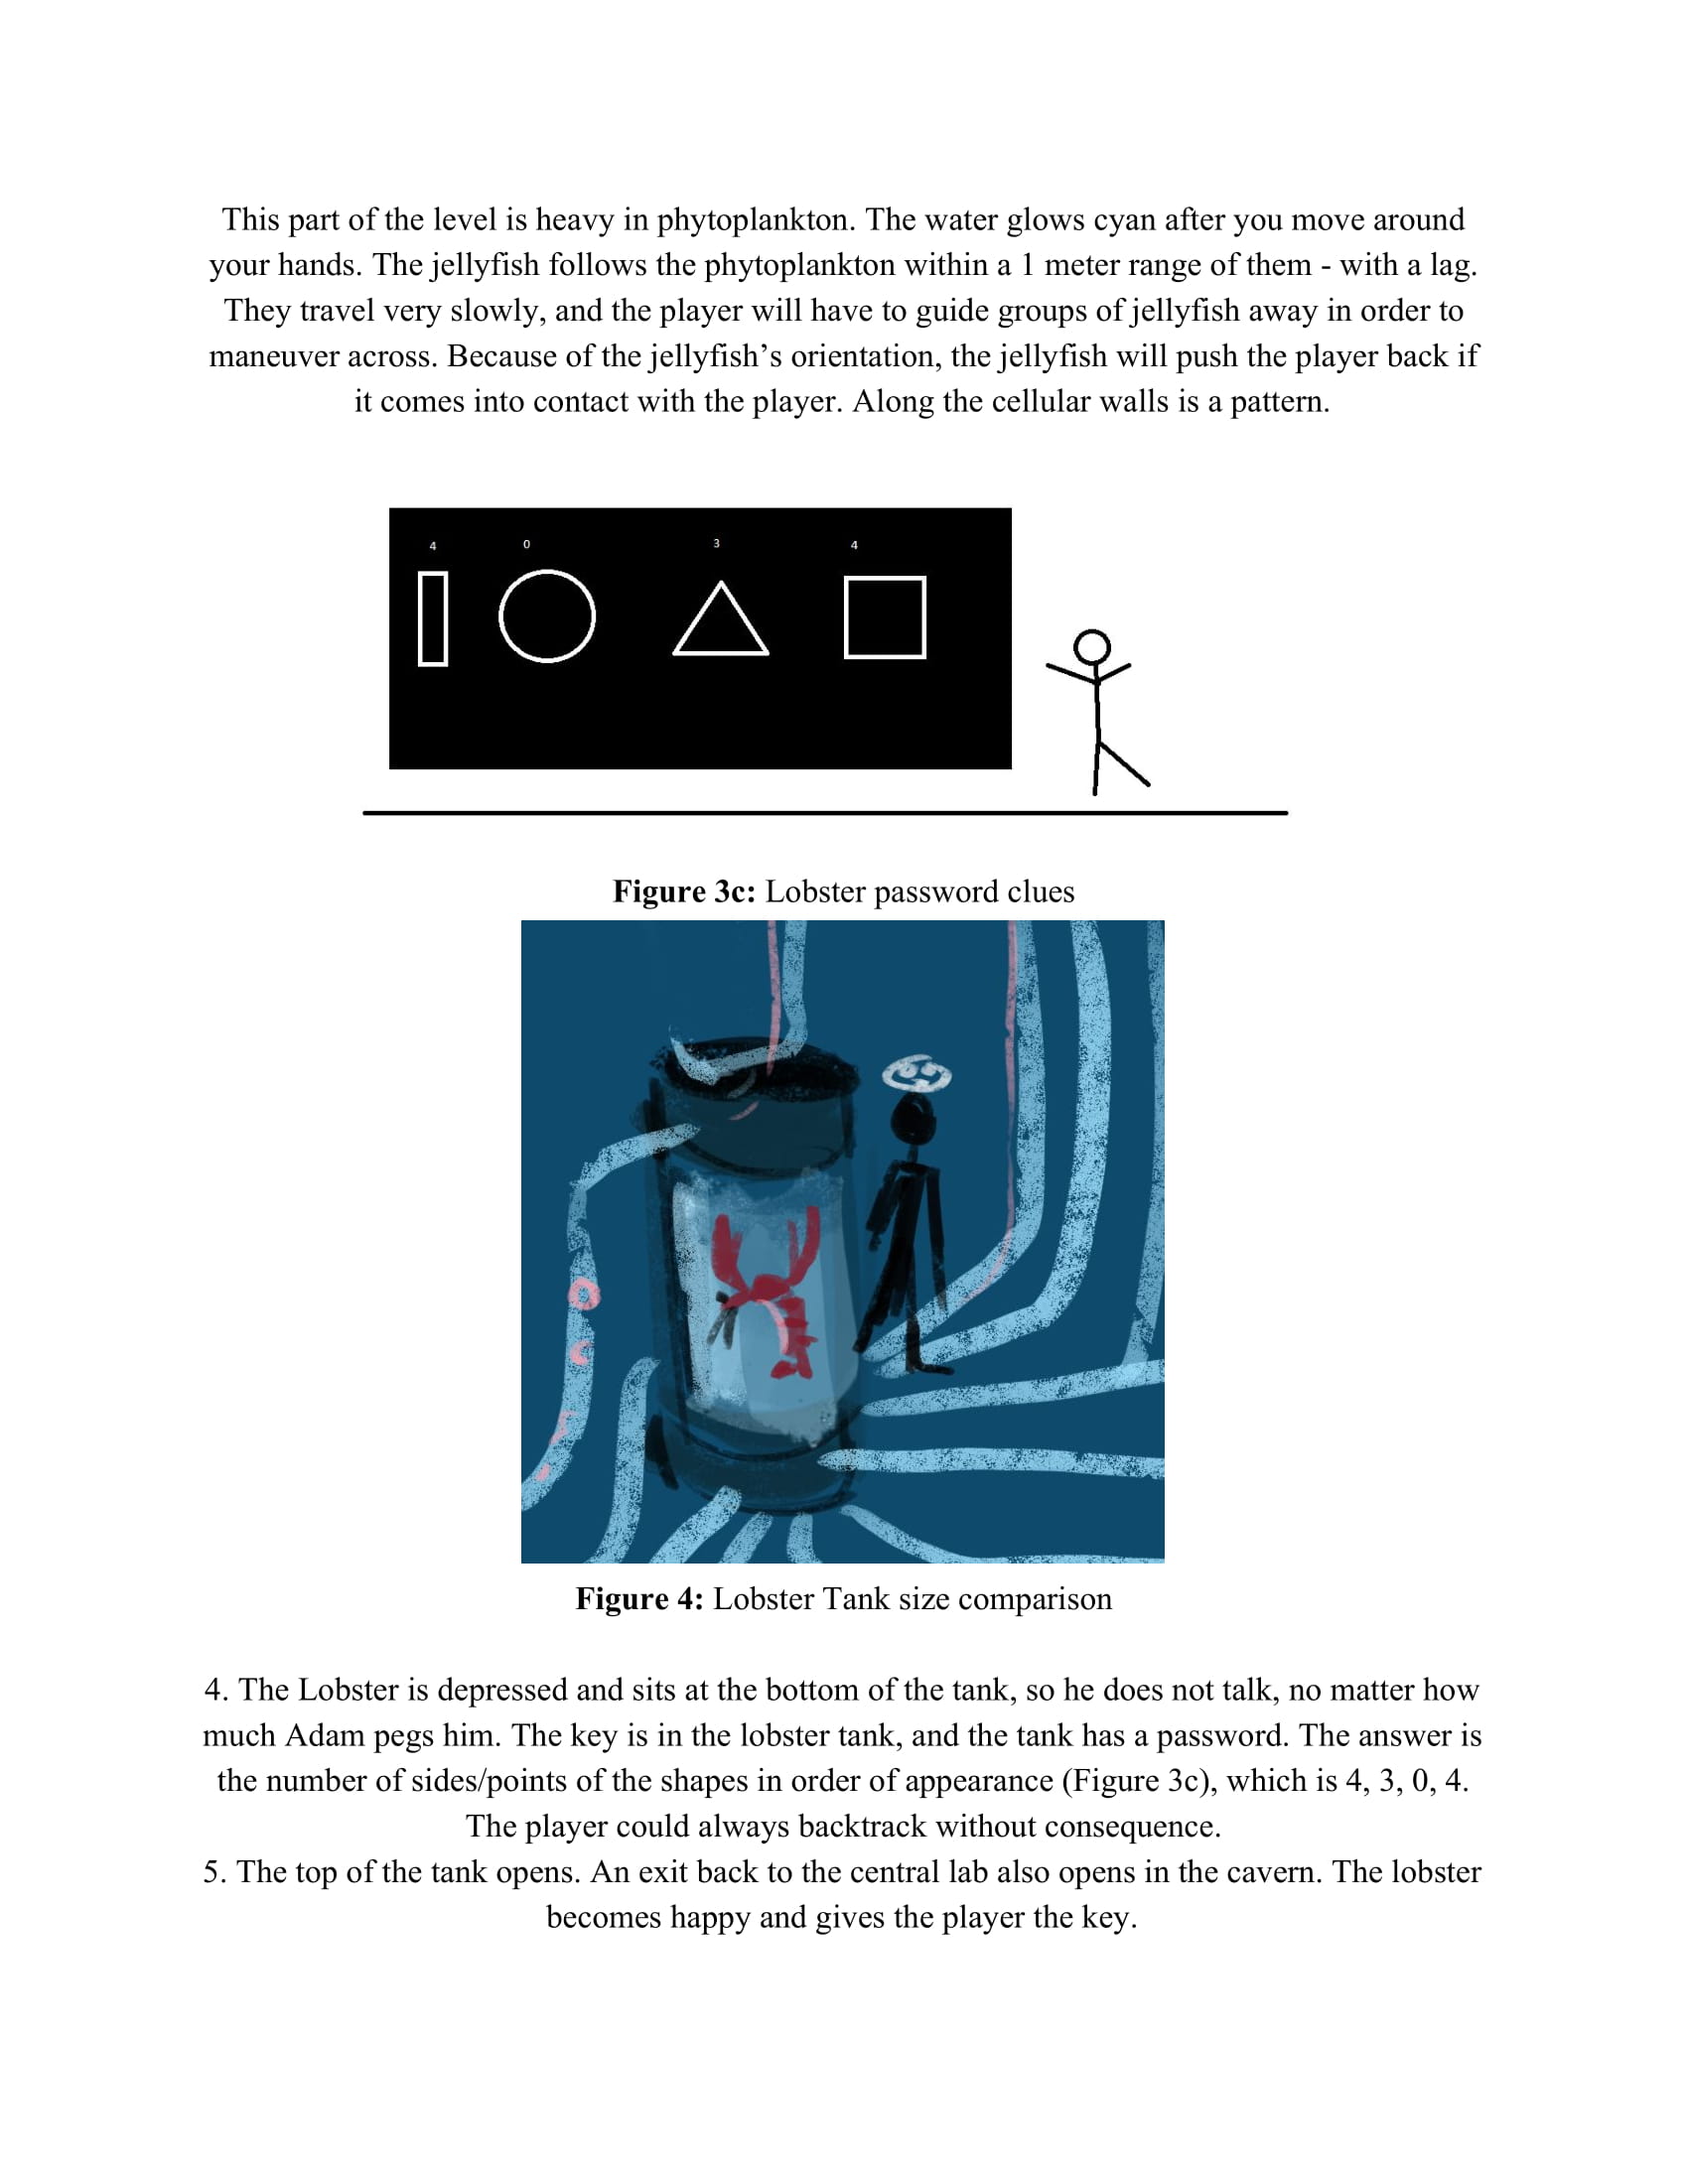 This part of the level is heavy in phytoplankton. The water glows cyan after you move around
your hands. The jellyfish follows the phytoplankton within a 1 meter range of them - with a lag.
They travel very slowly, and the player will have to guide groups of jellyfish away in order to
maneuver across. Because of the jellyfish’s orientation, the jellyfish will push the player back if
it comes into contact with the player. Along the cellular walls is a pattern.
4 0 3 4
Figure 3c: Lobster password clues
Figure 4: Lobster Tank size comparison
4. The Lobster is depressed and sits at the bottom of the tank, so he does not talk, no matter how
much Adam pegs him. The key is in the lobster tank, and the tank has a password. The answer is
the number of sides/points of the shapes in order of appearance (Figure 3c), which is 4, 3, 0, 4.
The player could always backtrack without consequence.
5. The top of the tank opens. An exit back to the central lab also opens in the cavern. The lobster
becomes happy and gives the player the key.